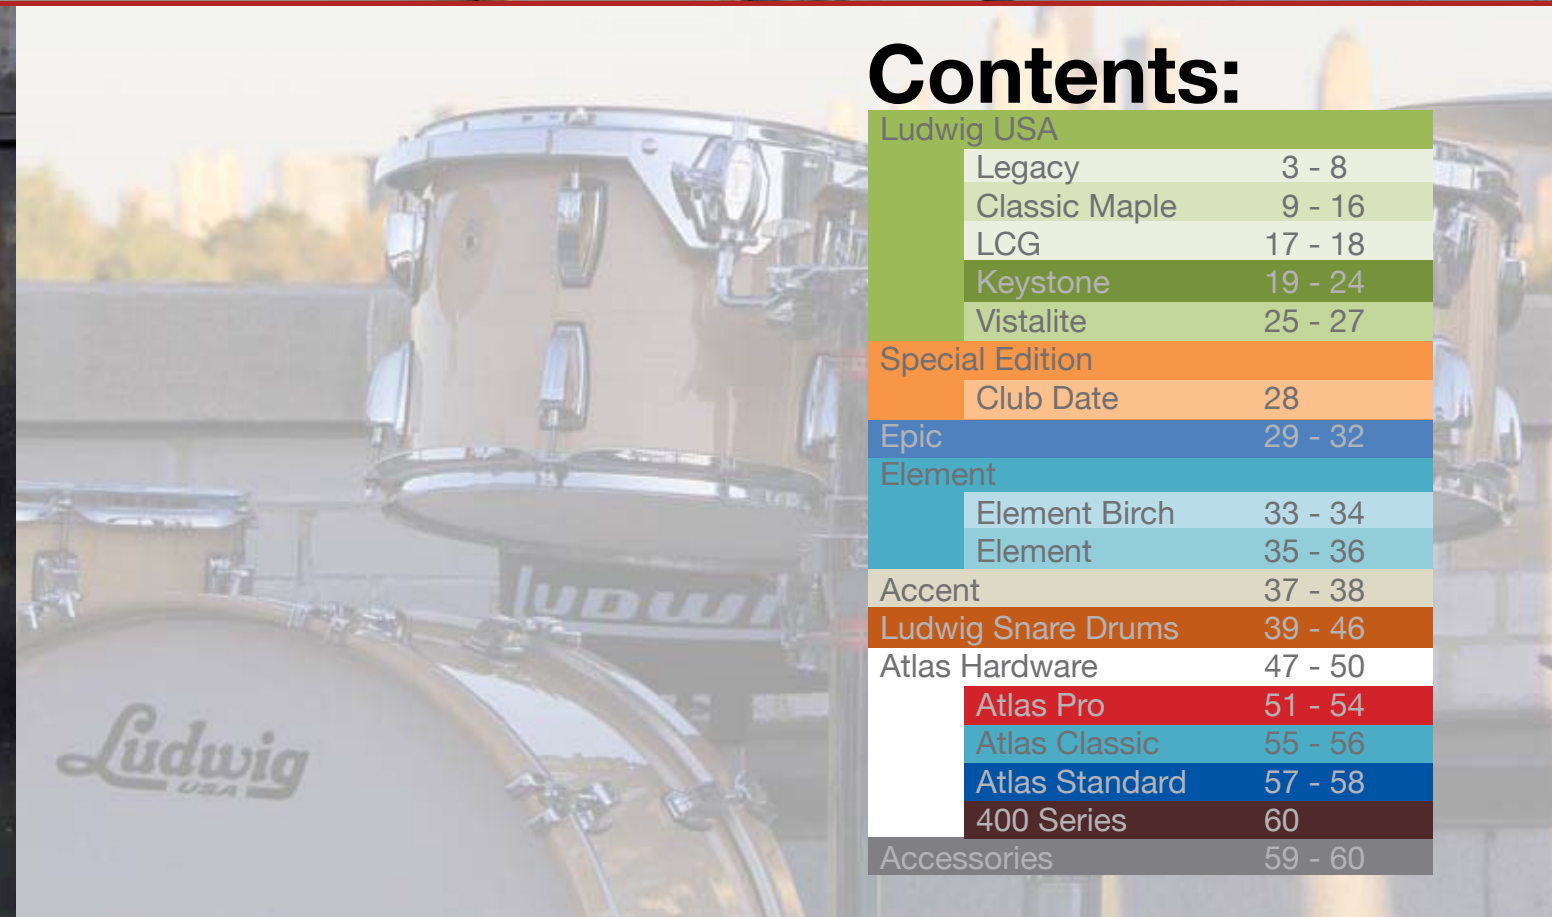 Contents:
Ludwig USA
Legacy 3 - 8
Classic Maple 9 - 16
LCG 17 - 18
Keystone 19 - 24
Vistalite 25 - 27
Special Edition
Club Date 28
Epic 29 - 32
Element
Element Birch 33 - 34
Element 35 - 36
Accent 37 - 38
Ludwig Snare Drums 39 - 46
Atlas Hardware 47 - 50
Atlas Pro 51 - 54
Atlas Classic 55 - 56
Atlas Standard 57 - 58
400 Series 60
Accessories 59 - 60
LUDWI
Ludwig
USA